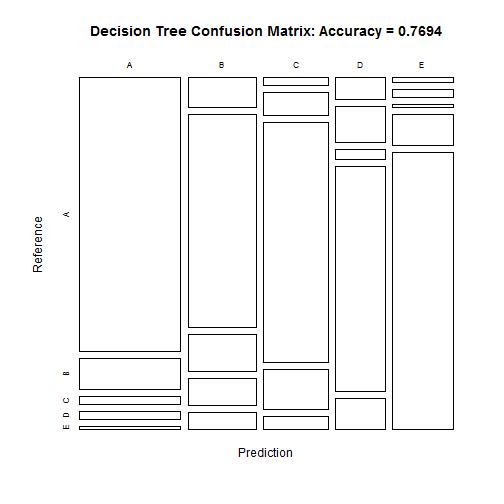 Decision Tree Confusion Matrix: Accuracy = 0.7694
A B C D E
Reference
A
B
C
D
E
Prediction